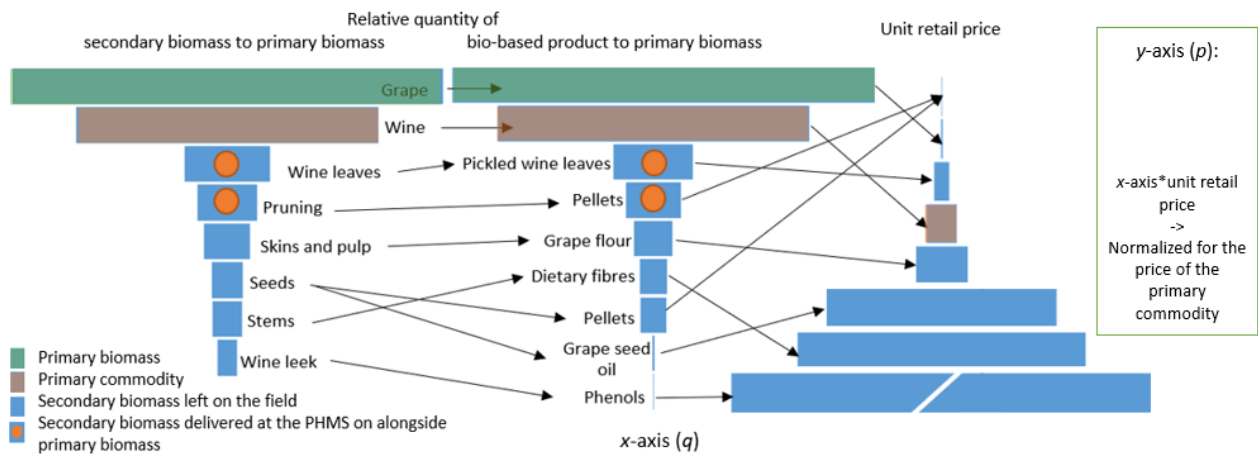 Relative quantity of
secondary biomass to primary biomass
bio-based product to primary biomass
Unit retail price
Grape
Wine
Wine leaves
Pickled wine leaves
Pruning
Pellets
Skins and pulp
Grape flour
Seeds
Dietary fibres
Stems
Pellets
Wine leek
Grape seed
oil
Phenols
x-axis (q)
Primary biomass
Primary commodity
Secondary biomass left on the field
Secondary biomass delivered at the PHMS on alongside
primary biomass
y-axis (p):
x-axis*unit retail
price
->
Normalized for the
price of the
primary
commodity